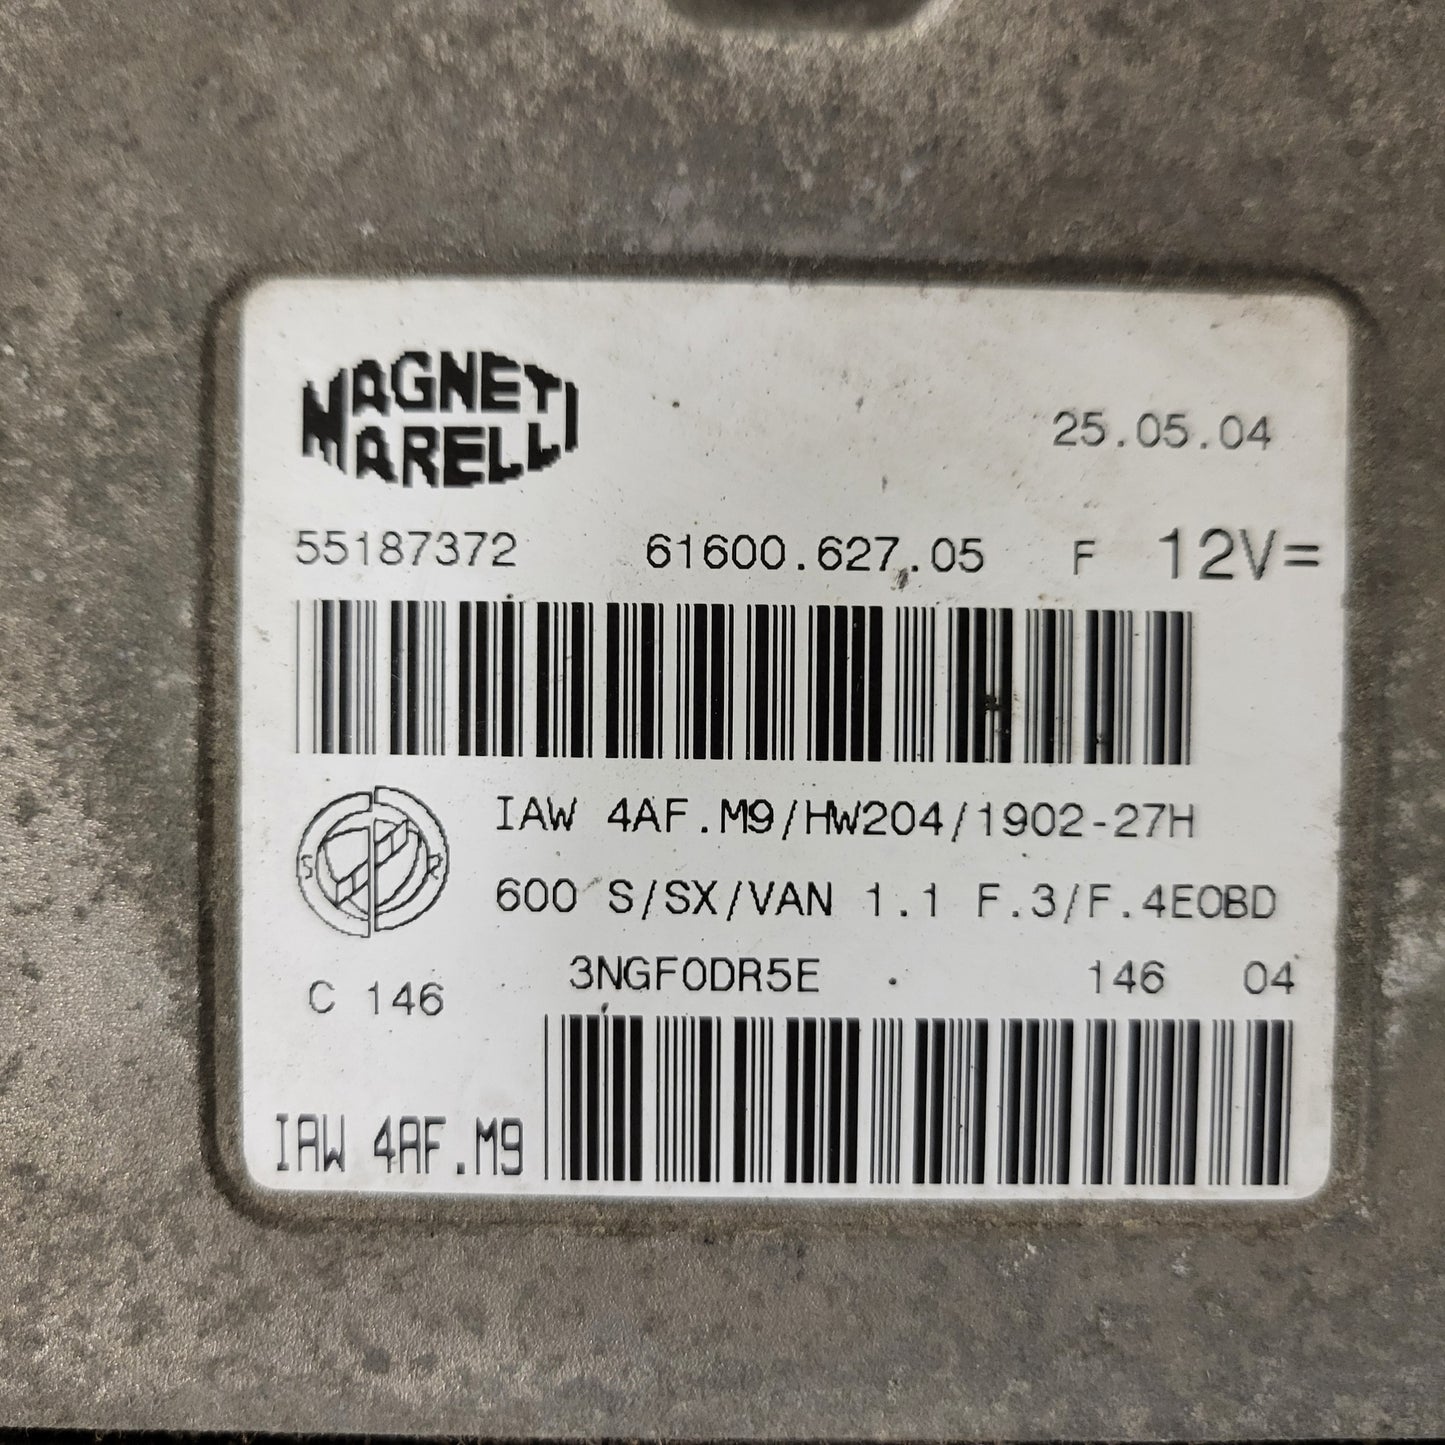 MAGNETI
MARELLI
25.05.04
55187372 61600.627.05 F 12V=
IAW 4AF.M9/HW204/1902-27H
600 S/SX/VAN 1.1 F.3/F.4EOBD
C 146
3NGF0DR5E 146 04
IAW 4AF.M9